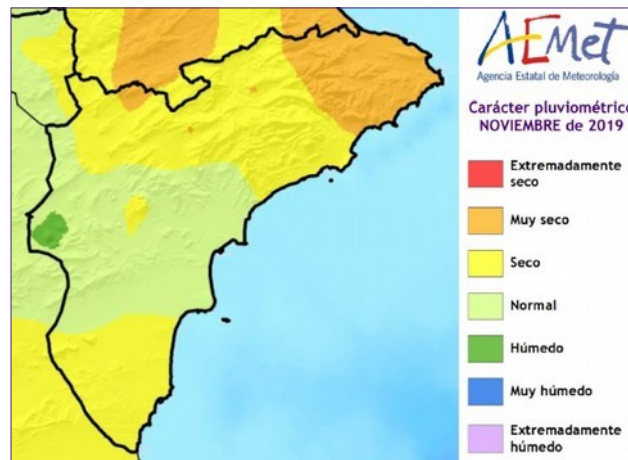 AEMet
Agencia Estatal de Meteorología
Carácter pluviométrico
NOVIEMBRE de 2019
Extremadamente
seco
Muy seco
Seco
Normal
Húmedo
Muy húmedo
Extremadamente
húmedo